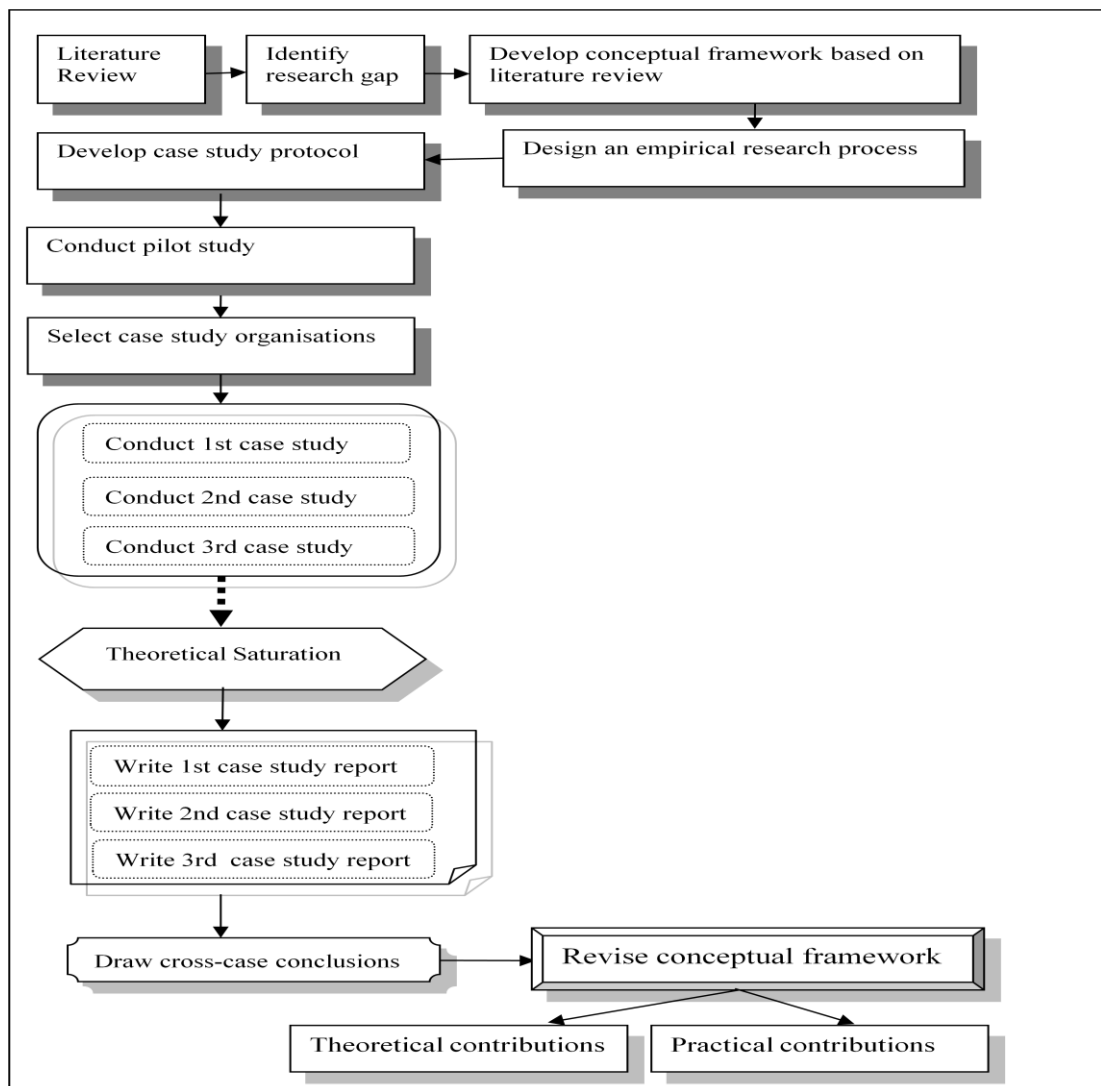 Literature
Review
Identify
research gap
Develop conceptual framework based on
literature review
Develop case study protocol
Design an empirical research process
Conduct pilot study
Select case study organisations
Conduct 1st case study
Conduct 2nd case study
Conduct 3rd case study
Theoretical Saturation
Write 1st case study report
Write 2nd case study report
Write 3rd  case study report
Draw cross-case conclusions
Revise conceptual framework
Theoretical contributions
Practical contributions